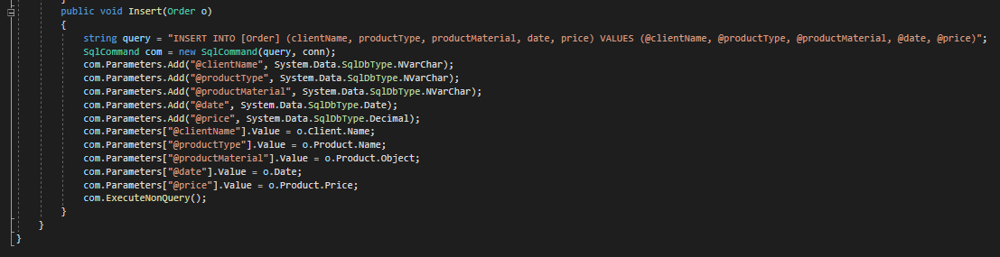 }
public void Insert(Order o)
{
string query = "INSERT INTO [Order] (clientName, productType, productMaterial, date, price) VALUES (@clientName, @productType, @productMaterial, @date, @price)";
SqlCommand com = new SqlCommand(query, conn);
com.Parameters.Add("@clientName", System.Data.SqlDbType.NVarChar);
com.Parameters.Add("@productType", System.Data.SqlDbType.NVarChar);
com.Parameters.Add("@productMaterial", System.Data.SqlDbType.NVarChar);
com.Parameters.Add("@date", System.Data.SqlDbType.Date);
com.Parameters.Add("@price", System.Data.SqlDbType.Decimal);
com.Parameters["@clientName"].Value = o.Client.Name;
com.Parameters["@productType"].Value = o.Product.Name;
com.Parameters["@productMaterial"].Value = o.Product.Object;
com.Parameters["@date"].Value = o.Date;
com.Parameters["@price"].Value = o.Product.Price;
com.ExecuteNonQuery();
}
}
}